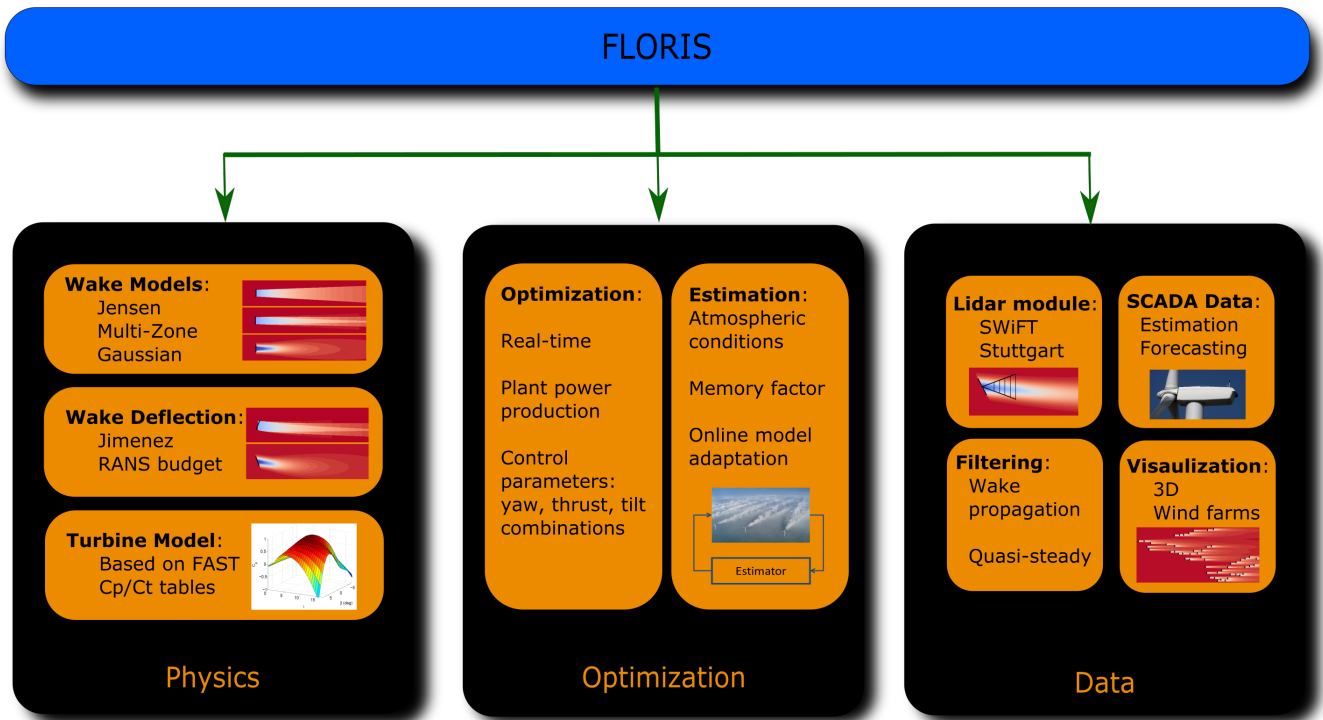 FLORIS
Wake Models:
Jensen
Multi-Zone
Gaussian
Wake Deflection:
Jimenez
RANS budget
Turbine Model:
Based on FAST
Cp/Ct tables
Physics
Optimization:
Real-time
Plant power
production
Control
parameters:
yaw, thrust, tilt
combinations
Estimation:
Atmospheric
conditions
Memory factor
Online model
adaptation
Estimator
Optimization
Lidar module:
SWiFT
Stuttgart
SCADA Data:
Estimation
Forecasting
Filtering:
Wake
propagation
Quasi-steady
Visaulization:
3D
Wind farms
Data